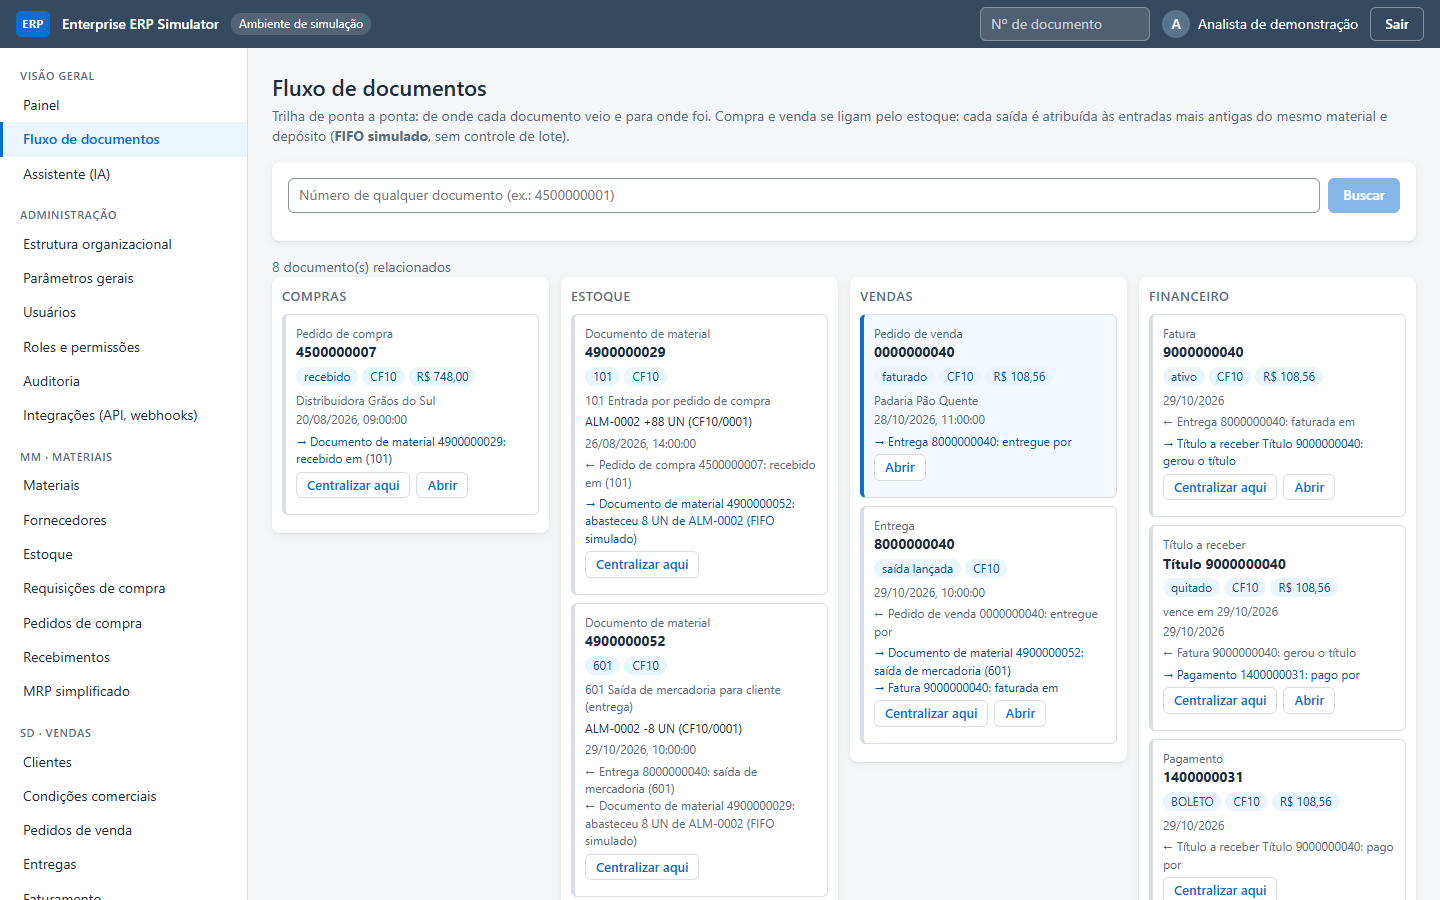 ERP
Enterprise ERP Simulator
Ambiente de simulação
Nº de documento
A
Analista de demonstração
Sair
VISÃO GERAL
Painel
Fluxo de documentos
Assistente (IA)
ADMINISTRAÇÃO
Estrutura organizacional
Parâmetros gerais
Usuários
Roles e permissões
Auditoria
Integrações (API, webhooks)
MM · MATERIAIS
Materiais
Fornecedores
Estoque
Requisições de compra
Pedidos de compra
Recebimentos
MRP simplificado
SD · VENDAS
Clientes
Condições comerciais
Pedidos de venda
Entregas
Faturamento
Fluxo de documentos
Trilha de ponta a ponta: de onde cada documento veio e para onde foi. Compra e venda se ligam pelo estoque: cada saída é atribuída às entradas mais antigas do mesmo material e
depósito (FIFO simulado, sem controle de lote).
Número de qualquer documento (ex.: 4500000001)
Buscar
8 documento(s) relacionados
COMPRAS
Pedido de compra
4500000007
recebido
CF10
R$ 748,00
Distribuidora Grãos do Sul
20/08/2026, 09:00:00
→ Documento de material 4900000029:
recebido em (101)
Centralizar aqui
Abrir
ESTOQUE
Documento de material
4900000029
101
CF10
101 Entrada por pedido de compra
ALM-0002 +88 UN (CF10/0001)
26/08/2026, 14:00:00
← Pedido de compra 4500000007: recebido
em (101)
→ Documento de material 4900000052:
abasteceu 8 UN de ALM-0002 (FIFO
simulado)
Centralizar aqui
Documento de material
4900000052
601
CF10
601 Saída de mercadoria para cliente
(entrega)
ALM-0002 -8 UN (CF10/0001)
29/10/2026, 10:00:00
← Entrega 8000000040: saída de
mercadoria (601)
← Documento de material 4900000029:
abasteceu 8 UN de ALM-0002 (FIFO
simulado)
Centralizar aqui
VENDAS
Pedido de venda
0000000040
faturado
CF10
R$ 108,56
Padaria Pão Quente
28/10/2026, 11:00:00
→ Entrega 8000000040: entregue por
Abrir
Entrega
8000000040
saída lançada
CF10
29/10/2026, 10:00:00
← Pedido de venda 0000000040: entregue
por
→ Documento de material 4900000052:
saída de mercadoria (601)
→ Fatura 9000000040: faturada em
Centralizar aqui
Abrir
FINANCEIRO
Fatura
9000000040
ativo
CF10
R$ 108,56
29/10/2026
← Entrega 8000000040: faturada em
→ Título a receber Título 9000000040:
gerou o título
Centralizar aqui
Abrir
Título a receber
Título 9000000040
quitado
CF10
R$ 108,56
vence em 29/10/2026
29/10/2026
← Fatura 9000000040: gerou o título
→ Pagamento 1400000031: pago por
Centralizar aqui
Abrir
Pagamento
1400000031
BOLETO
CF10
R$ 108,56
29/10/2026
← Título a receber Título 9000000040: pago
por
Centralizar aqui